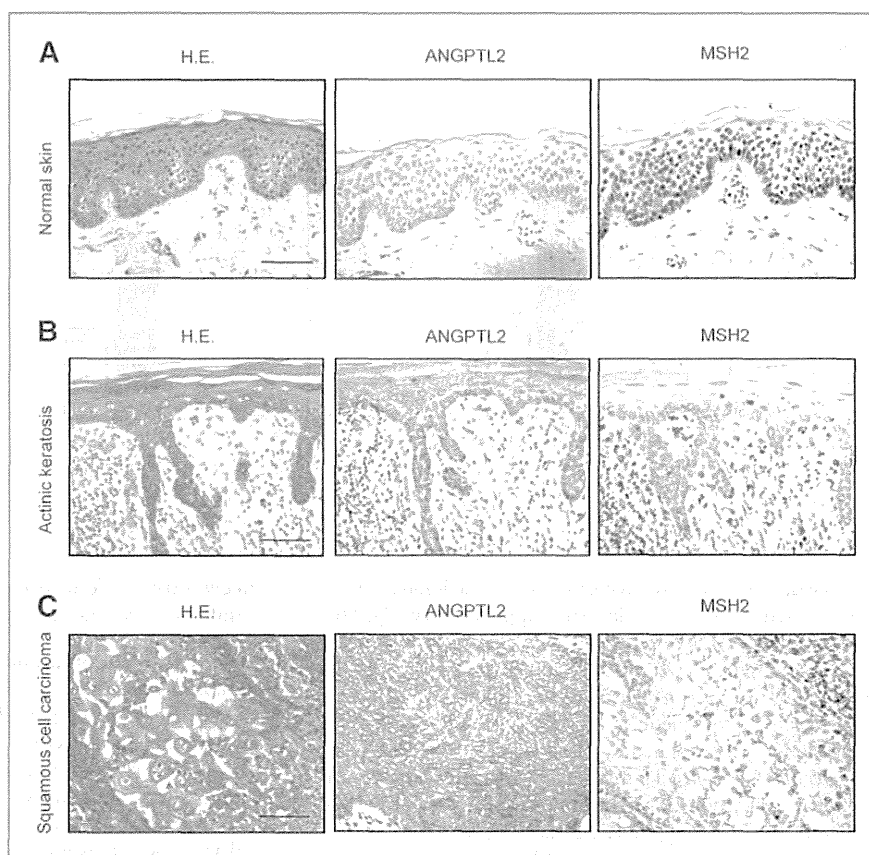 A
H.E. ANGPTL2 MSH2
Normal skin
B
H.E. ANGPTL2 MSH2
Actinic keratosis
C
H.E. ANGPTL2 MSH2
Squamous cell carcinoma